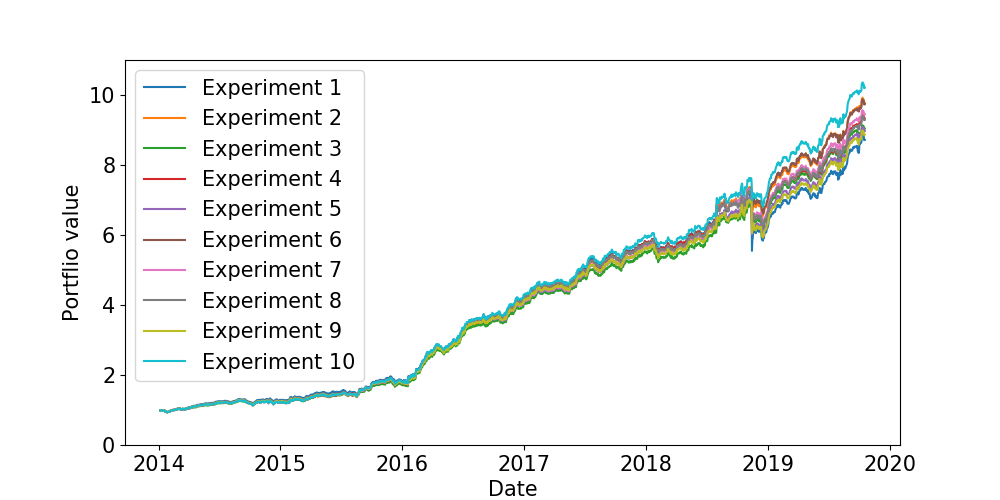 10
8
6
4
2
0
Portflio value
Experiment 1
Experiment 2
Experiment 3
Experiment 4
Experiment 5
Experiment 6
Experiment 7
Experiment 8
Experiment 9
Experiment 10
2014 2015 2016 2017 2018 2019 2020
Date